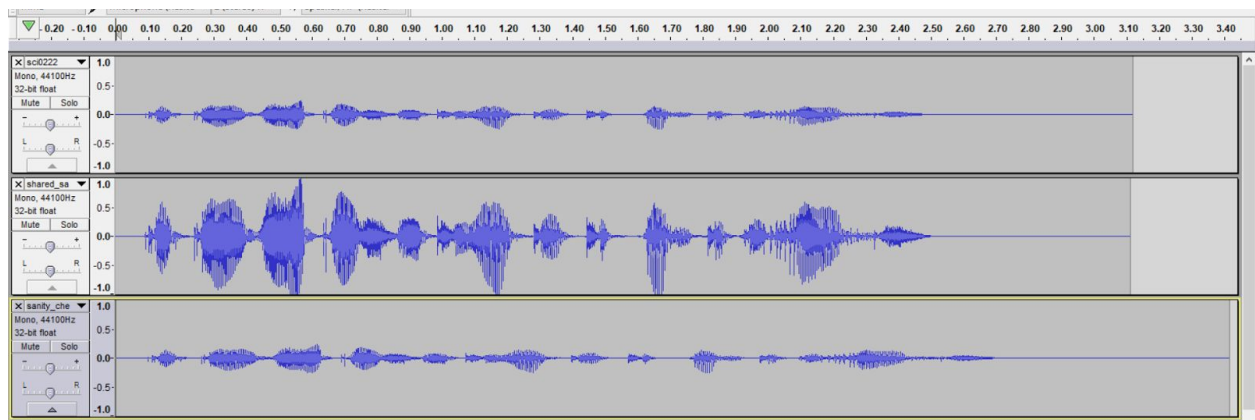 - 0.20 - 0.10 0.00 0.10 0.20 0.30 0.40 0.50 0.60 0.70 0.80 0.90 1.00 1.10 1.20 1.30 1.40 1.50 1.60 1.70 1.80 1.90 2.00 2.10 2.20 2.30 2.40 2.50 2.60 2.70 2.80 2.90 3.00 3.10 3.20 3.30 3.40
X sci0222 1.0
Mono, 44100Hz
32-bit float 0.5
Mute Solo
- + 0.0
L R -0.5
-1.0
X shared_sa 1.0
Mono, 44100Hz
32-bit float 0.5
Mute Solo
- + 0.0
L R -0.5
-1.0
X sanity_che 1.0
Mono, 44100Hz
32-bit float 0.5
Mute Solo
- + 0.0
L R -0.5
-1.0